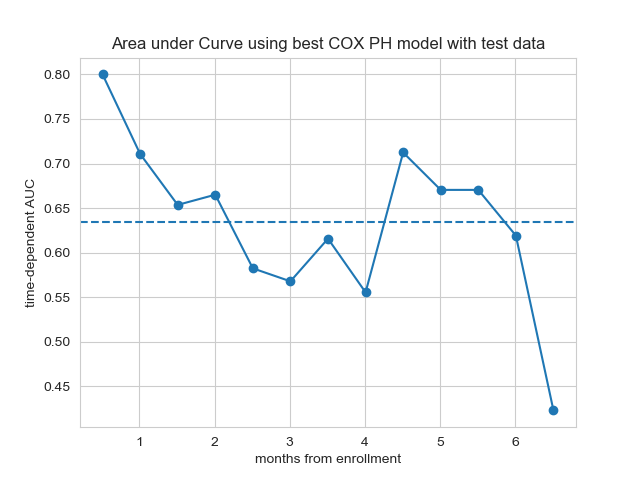 Area under Curve using best COX PH model with test data
time-dependent AUC
0.80
0.75
0.70
0.65
0.60
0.55
0.50
0.45
1 2 3 4 5 6
months from enrollment